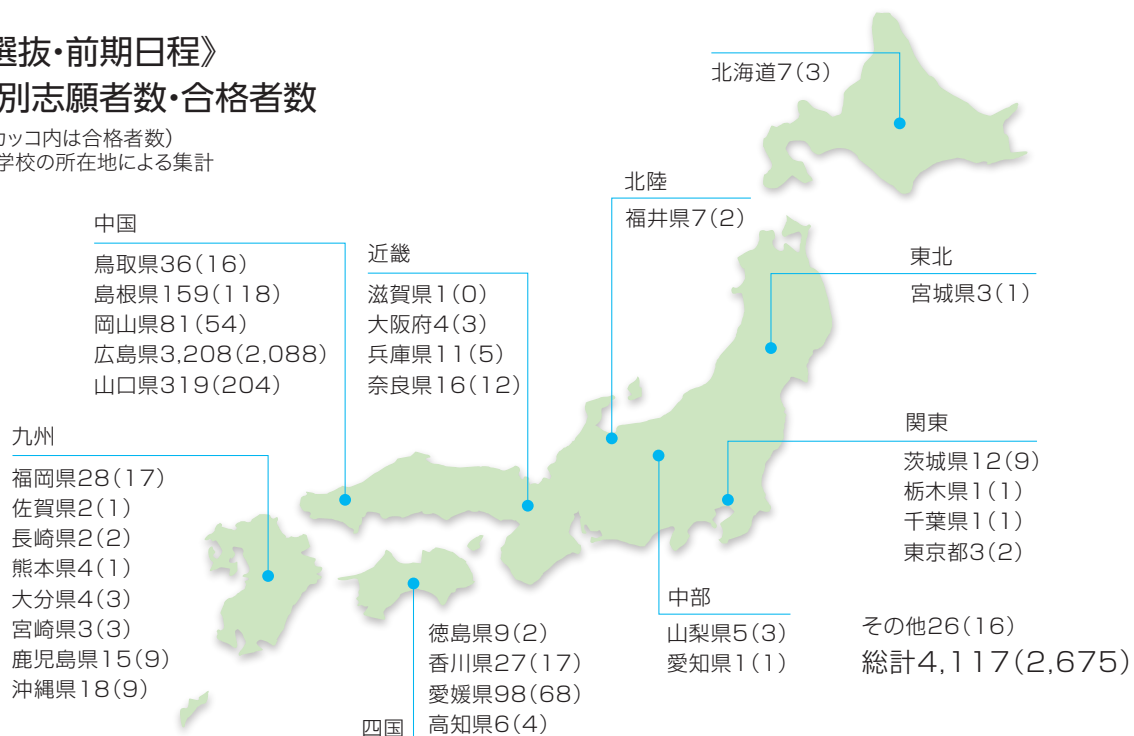 選抜・前期日程》
別志願者数・合格者数
カッコ内は合格者数)
学校の所在地による集計
北海道7(3)
北陸
福井県7(2)
東北
宮城県3(1)
中国
鳥取県36(16)
島根県159(118)
岡山県81(54)
広島県3,208(2,088)
山口県319(204)
近畿
滋賀県1(0)
大阪府4(3)
兵庫県11(5)
奈良県16(12)
関東
茨城県12(9)
栃木県1(1)
千葉県1(1)
東京都3(2)
九州
福岡県28(17)
佐賀県2(1)
長崎県2(2)
熊本県4(1)
大分県4(3)
宮崎県3(3)
鹿児島県15(9)
沖縄県18(9)
四国
徳島県9(2)
香川県27(17)
愛媛県98(68)
高知県6(4)
中部
山梨県5(3)
愛知県1(1)
その他26(16)
総計4,117(2,675)